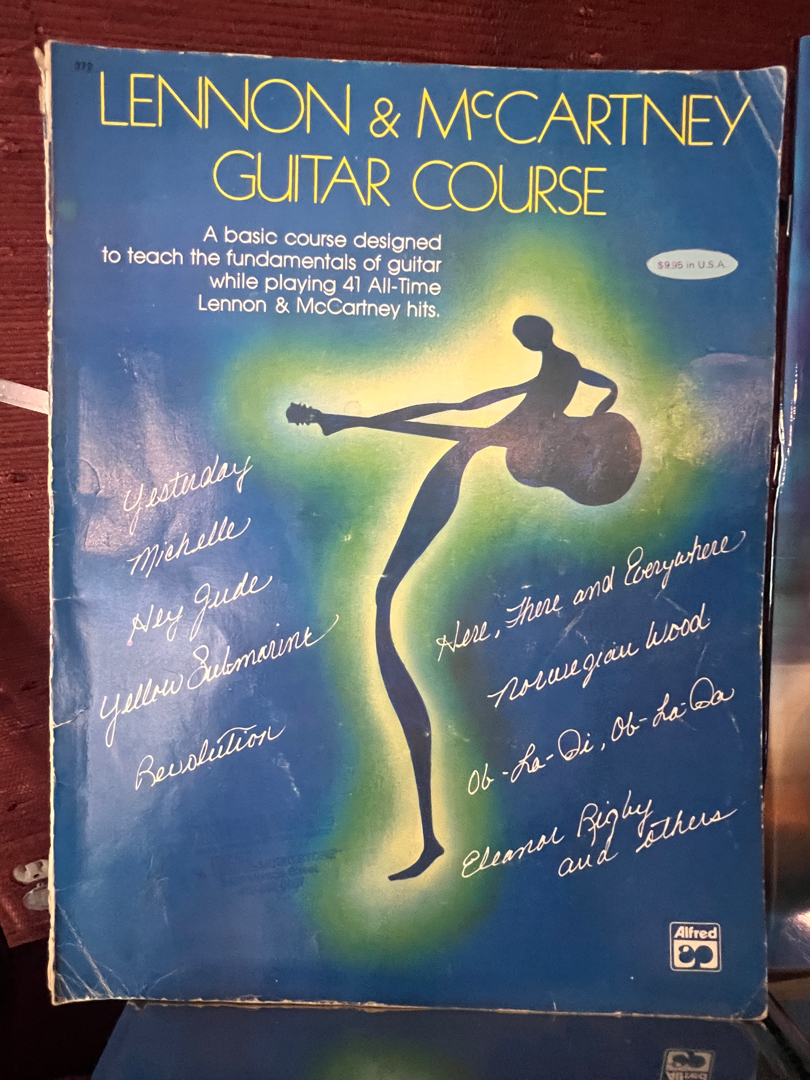 LENNON & McCARTNEY
GUITAR COURSE
A basic course designed
to teach the fundamentals of guitar
while playing 41 All-Time
Lennon & McCartney hits.
$9.95 in U.S.A.
Yesterday
Michelle
Hey Jude
Yellow Submarine
Revolution
Here, There and Everywhere
Norwegian Wood
Ob-La-Di, Ob-La-Da
Eleanor Rigby
and others
Alfred